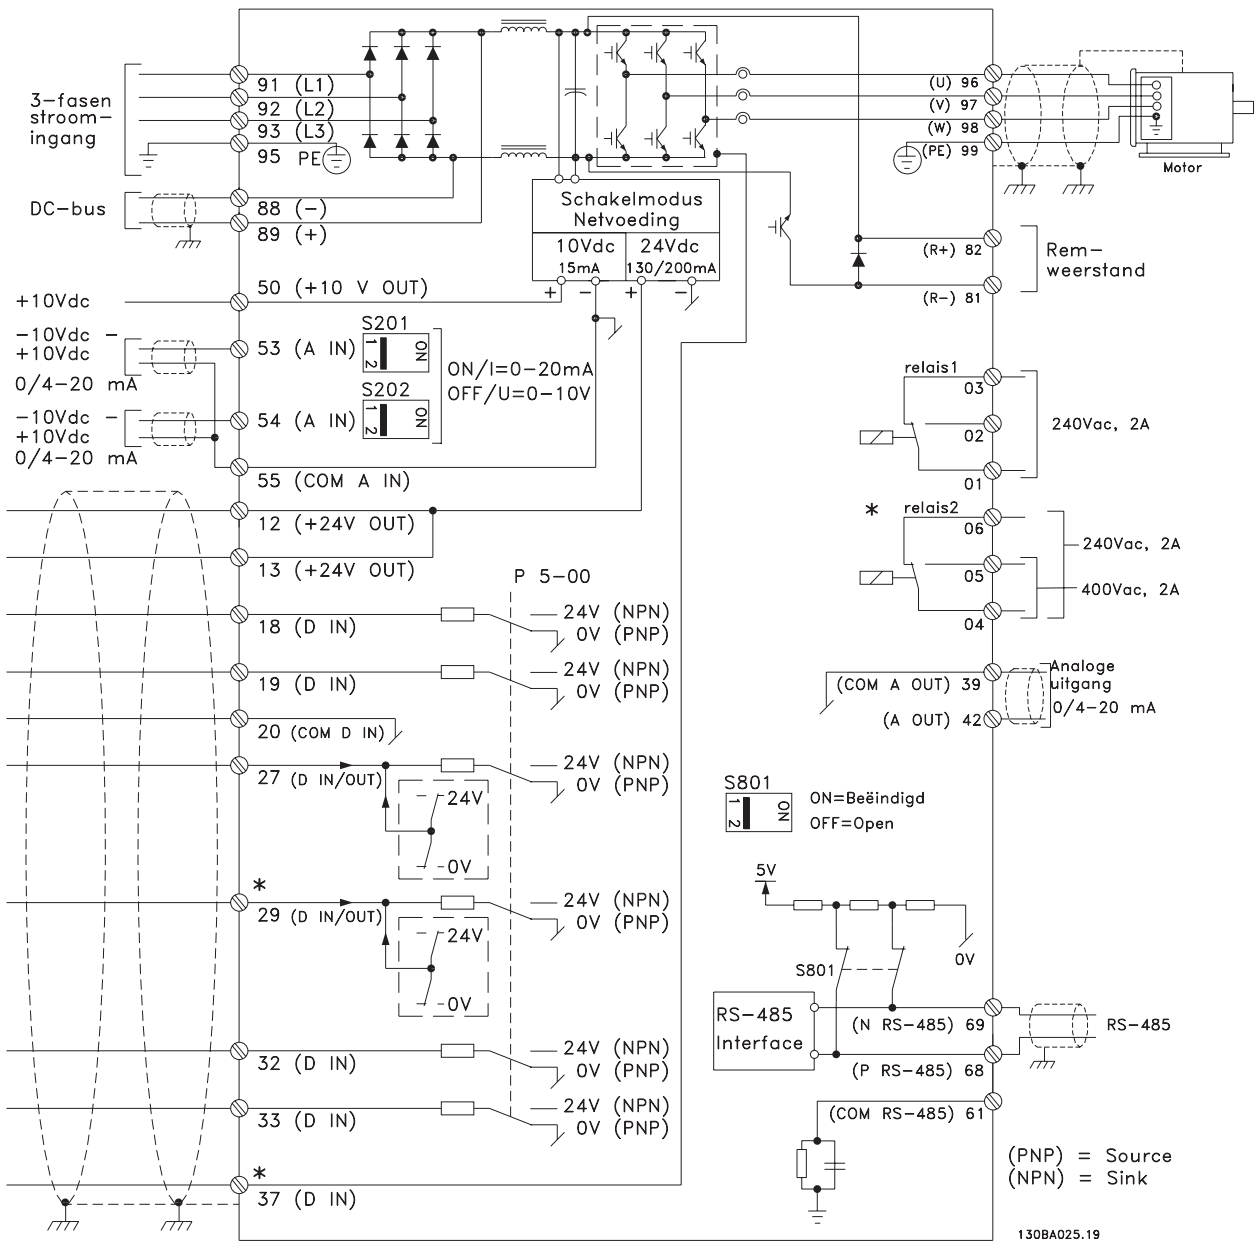 3-fasen
stroom-
ingang
91 (L1)
92 (L2)
93 (L3)
95 PE
DC-bus
88 (-)
89 (+)
Schakelmodus
Netvoeding
10Vdc
15mA
24Vdc
130/200mA
+ - + -
+10Vdc
50 (+10 V OUT)
-10Vdc -
+10Vdc
0/4-20 mA
53 (A IN)
S201
1 2 ON
ON/I=0-20mA
OFF/U=0-10V
-10Vdc -
+10Vdc
0/4-20 mA
54 (A IN)
S202
1 2 ON
55 (COM A IN)
12 (+24V OUT)
13 (+24V OUT)
P 5-00
18 (D IN)
24V (NPN)
0V (PNP)
19 (D IN)
24V (NPN)
0V (PNP)
20 (COM D IN)
27 (D IN/OUT)
24V (NPN)
0V (PNP)
24V
0V
*
29 (D IN/OUT)
24V (NPN)
0V (PNP)
24V
0V
32 (D IN)
24V (NPN)
0V (PNP)
33 (D IN)
24V (NPN)
0V (PNP)
*
37 (D IN)
(U) 96
(V) 97
(W) 98
(PE) 99
Motor
(R+) 82
(R-) 81
Rem-
weerstand
relais1
03
02
01
240Vac, 2A
* relais2
06
05
04
240Vac, 2A
400Vac, 2A
(COM A OUT) 39
(A OUT) 42
Analoge
uitgang
0/4-20 mA
S801
1 2 ON
ON=Beëindigd
OFF=Open
5V
S801
0V
RS-485
Interface
(N RS-485) 69
(P RS-485) 68
RS-485
(COM RS-485) 61
(PNP) = Source
(NPN) = Sink
130BA025.19